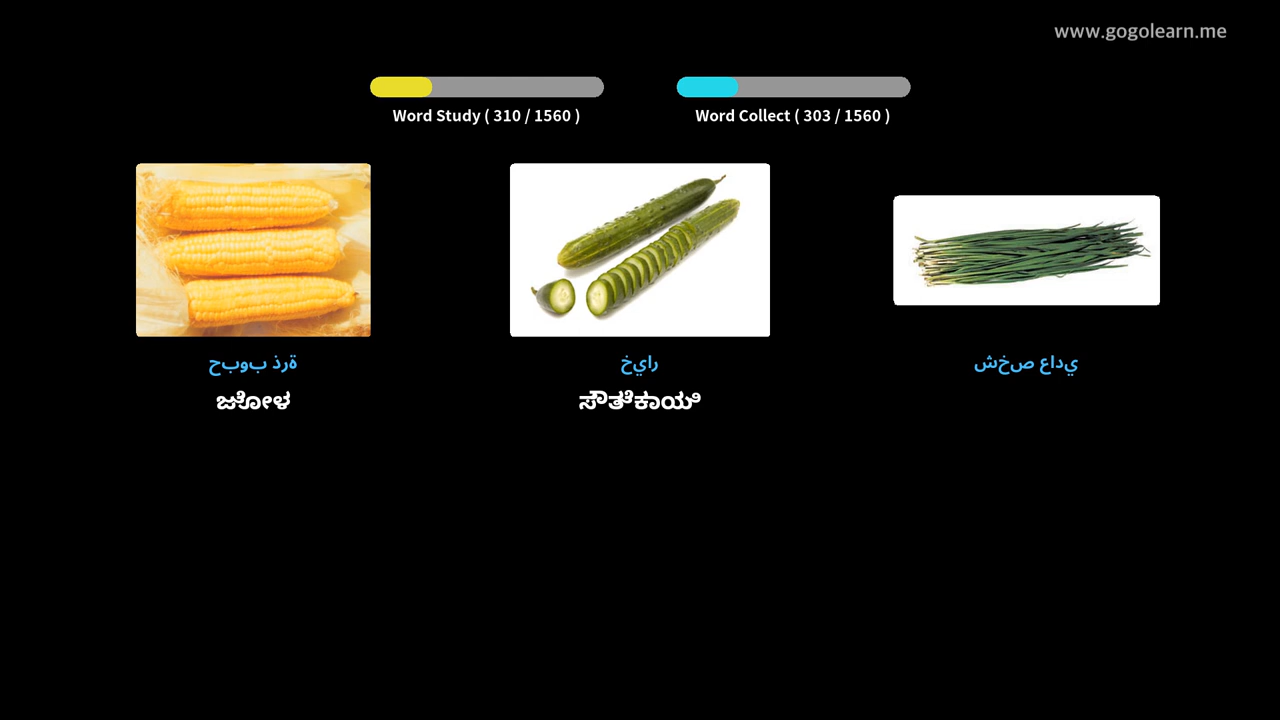 www.gogolearn.me
Word Study ( 310 / 1560 )
Word Collect ( 303 / 1560 )
حبوب ذرة
خيار
شخص عادي
ಜೋಳ
ಸೌತೆಕಾಯಿ